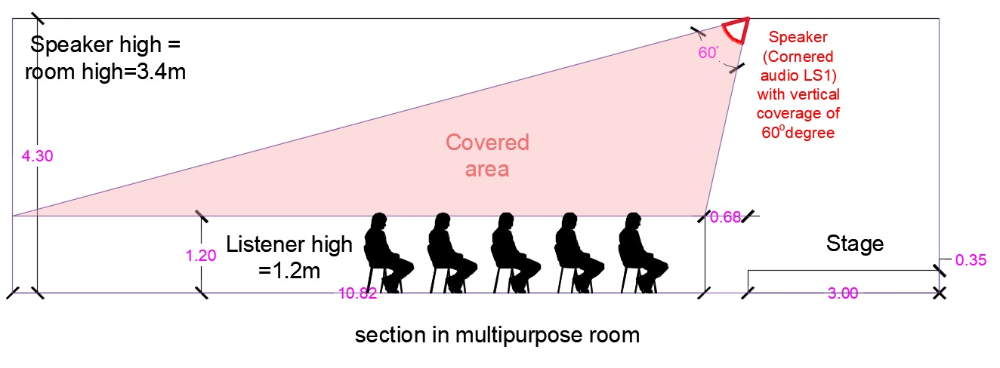 Speaker high =
room high=3.4m
Speaker
(Cornered
audio LS1)
with vertical
coverage of
60°degree
60°
Covered
area
4.30
0.68
1.20
Listener high
=1.2m
Stage
0.35
10.82
3.00
section in multipurpose room